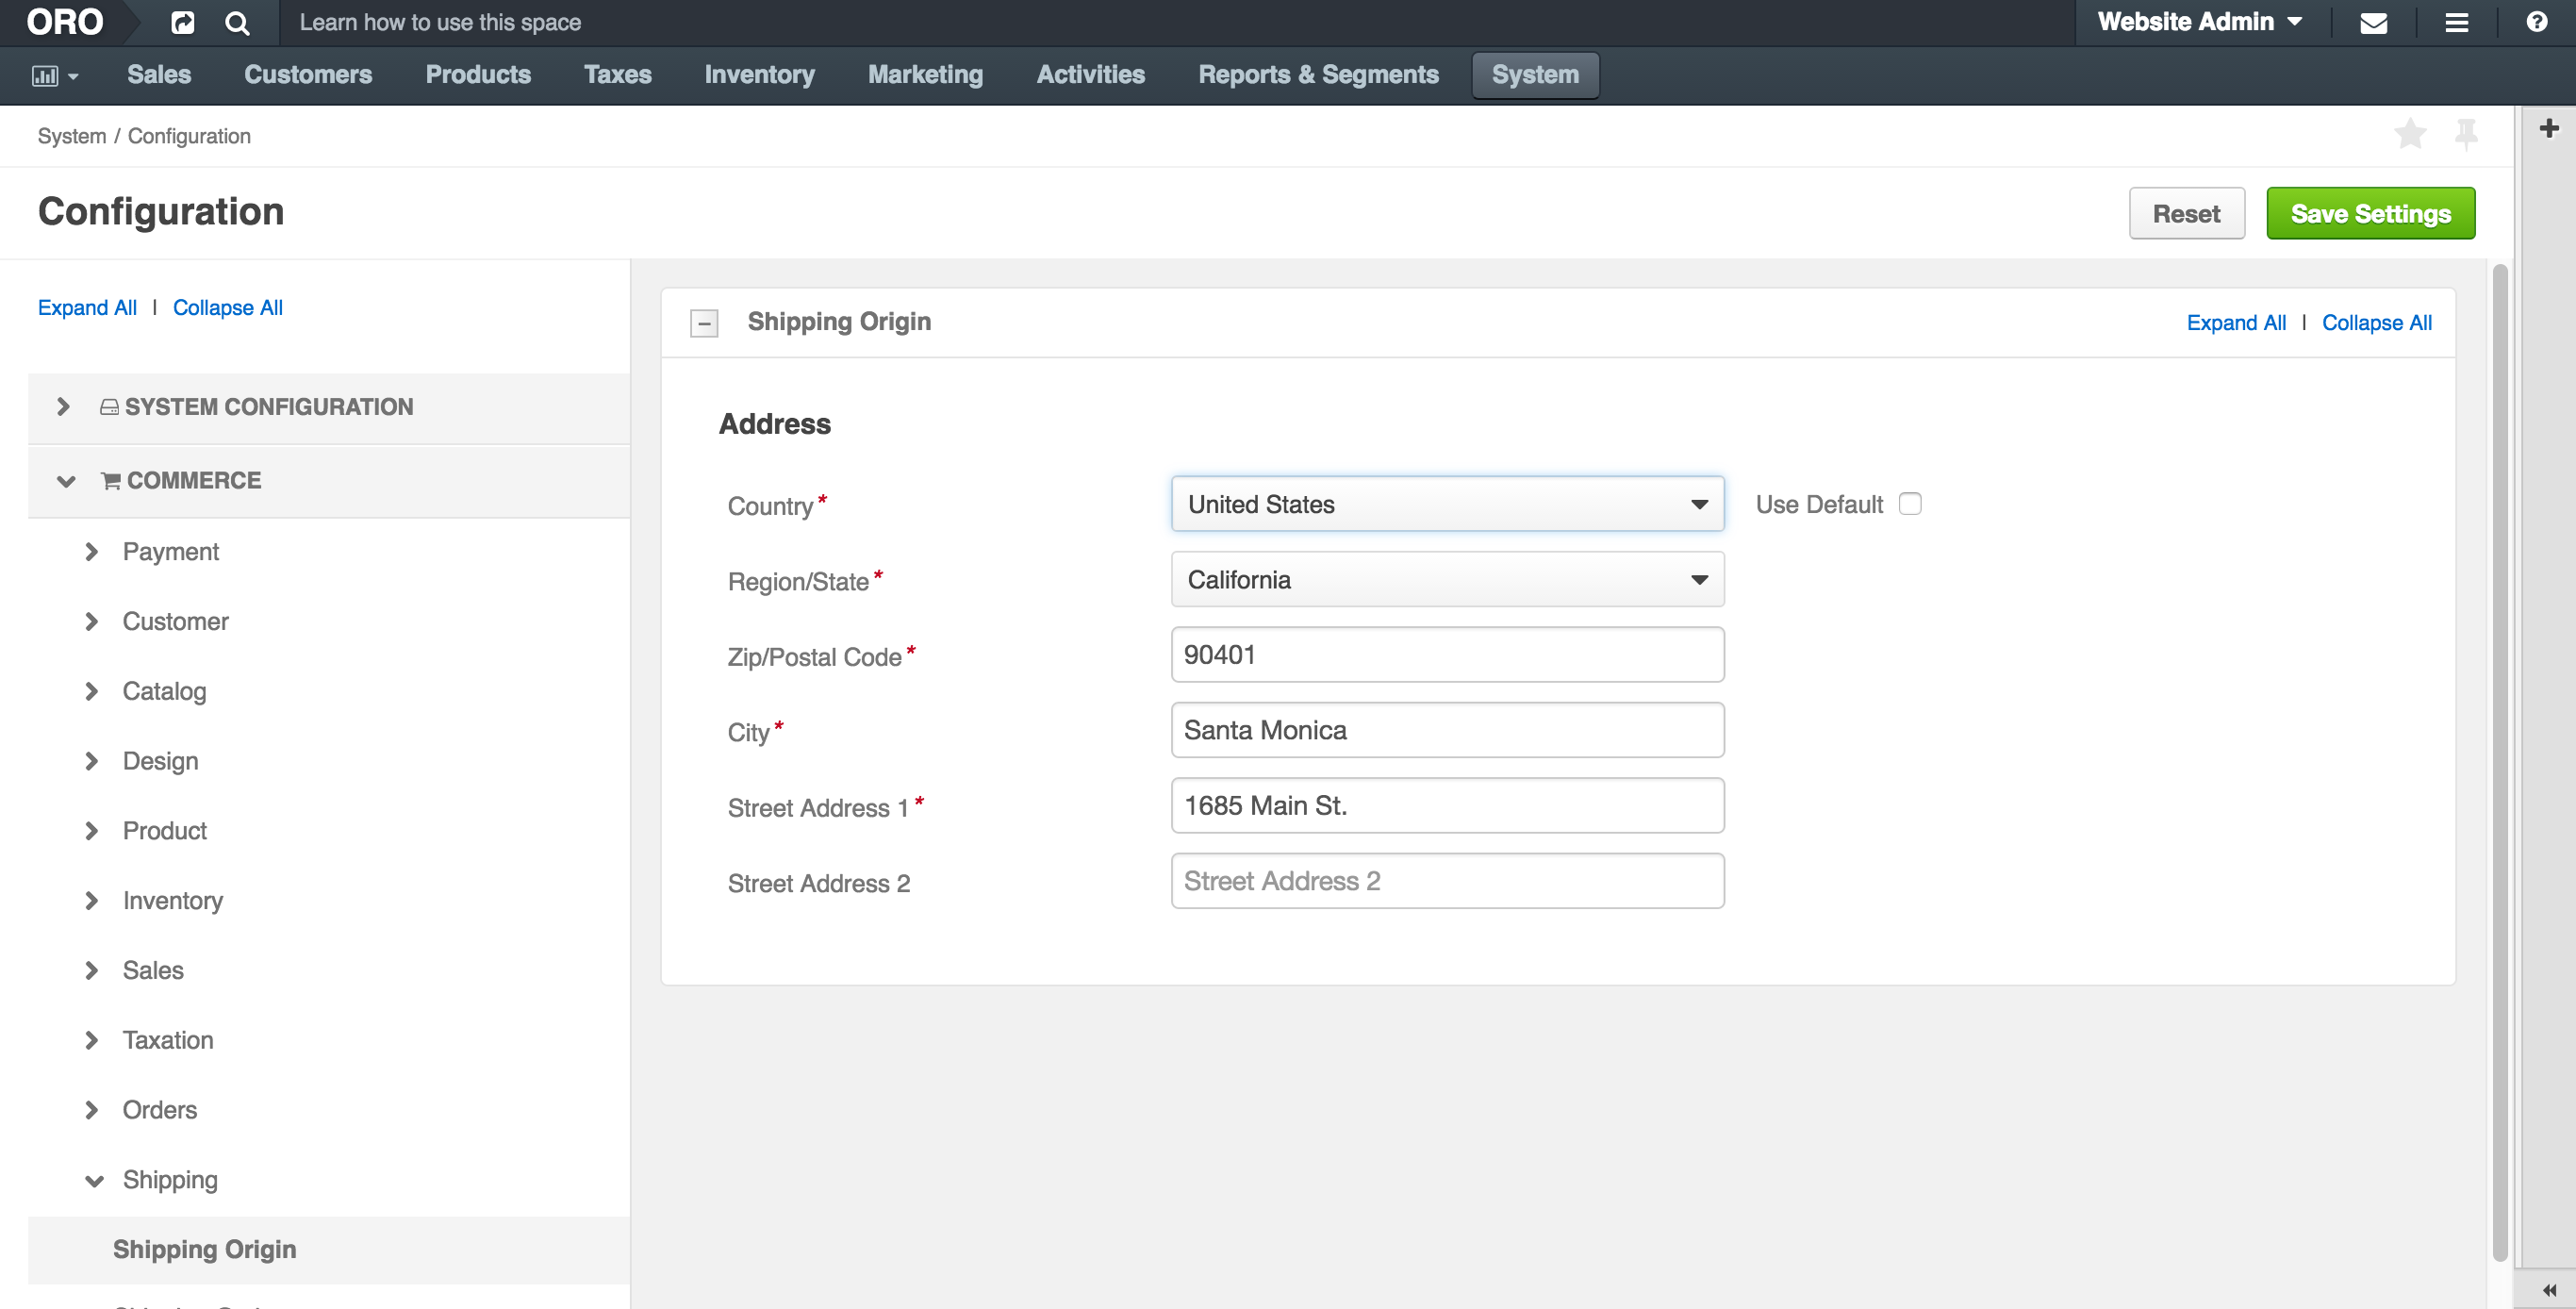 ORO
Learn how to use this space
Website Admin
Sales Customers Products Taxes Inventory Marketing Activities Reports & Segments System
System / Configuration
Configuration
Reset
Save Settings
Expand All | Collapse All
SYSTEM CONFIGURATION
COMMERCE
Payment
Customer
Catalog
Design
Product
Inventory
Sales
Taxation
Orders
Shipping
Shipping Origin
Shipping Origin
Expand All | Collapse All
Address
Country* United States Use Default
Region/State* California
Zip/Postal Code* 90401
City* Santa Monica
Street Address 1* 1685 Main St.
Street Address 2 Street Address 2